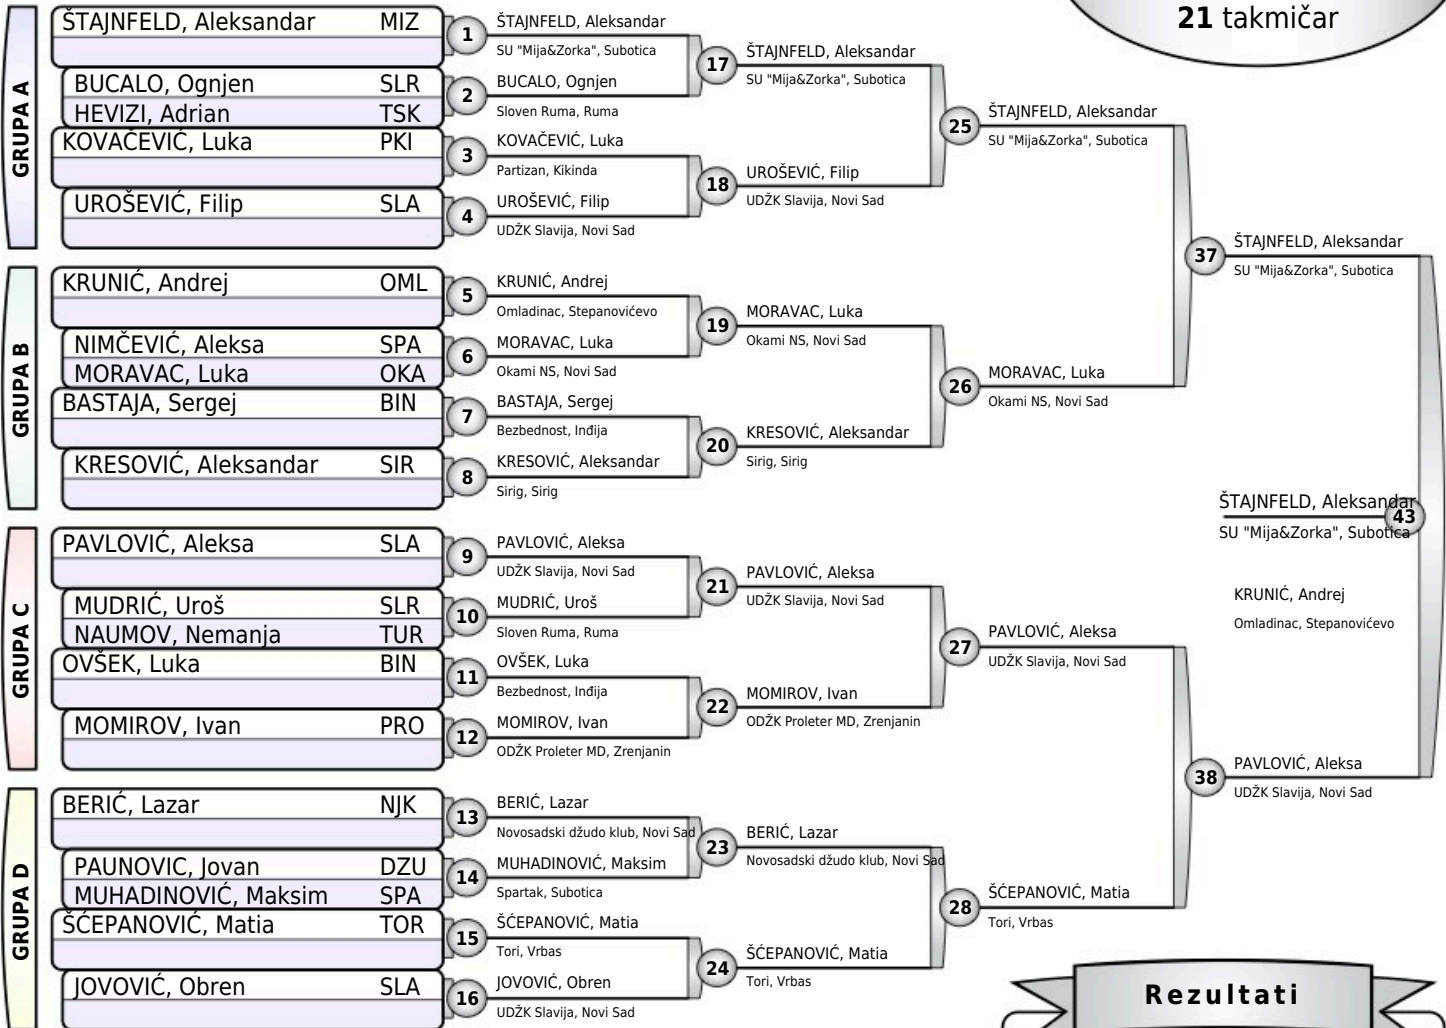 21 takmičar
GRUPA A
ŠTAJNFELD, Aleksandar MIZ
BUCALO, Ognjen SLR
HEVIZI, Adrian TSK
KOVAČEVIĆ, Luka PKI
UROŠEVIĆ, Filip SLA
GRUPA B
KRUNIĆ, Andrej OML
NIMČEVIĆ, Aleksa SPA
MORAVAC, Luka OKA
BASTAJA, Sergej BIN
KRESOVIĆ, Aleksandar SIR
GRUPA C
PAVLOVIĆ, Aleksa SLA
MUDRIĆ, Uroš SLR
NAUMOV, Nemanja TUR
OVŠEK, Luka BIN
MOMIROV, Ivan PRO
GRUPA D
BERIĆ, Lazar NJK
PAUNOVIC, Jovan DZU
MUHADINOVIĆ, Maksim SPA
ŠĆEPANOVIĆ, Matia TOR
JOVOVIĆ, Obren SLA
1
ŠTAJNFELD, Aleksandar
SU "Mija&Zorka", Subotica
2
BUCALO, Ognjen
Sloven Ruma, Ruma
3
KOVAČEVIĆ, Luka
Partizan, Kikinda
4
UROŠEVIĆ, Filip
UDŽK Slavija, Novi Sad
5
KRUNIĆ, Andrej
Omladinac, Stepanovićevo
6
MORAVAC, Luka
Okami NS, Novi Sad
7
BASTAJA, Sergej
Bezbednost, Inđija
8
KRESOVIĆ, Aleksandar
Sirig, Sirig
9
PAVLOVIĆ, Aleksa
UDŽK Slavija, Novi Sad
10
MUDRIĆ, Uroš
Sloven Ruma, Ruma
11
OVŠEK, Luka
Bezbednost, Inđija
12
MOMIROV, Ivan
ODŽK Proleter MD, Zrenjanin
13
BERIĆ, Lazar
Novosadski džudo klub, Novi Sad
14
MUHADINOVIĆ, Maksim
Spartak, Subotica
15
ŠĆEPANOVIĆ, Matia
Tori, Vrbas
16
JOVOVIĆ, Obren
UDŽK Slavija, Novi Sad
17
ŠTAJNFELD, Aleksandar
SU "Mija&Zorka", Subotica
18
UROŠEVIĆ, Filip
UDŽK Slavija, Novi Sad
19
MORAVAC, Luka
Okami NS, Novi Sad
20
KRESOVIĆ, Aleksandar
Sirig, Sirig
21
PAVLOVIĆ, Aleksa
UDŽK Slavija, Novi Sad
22
MOMIROV, Ivan
ODŽK Proleter MD, Zrenjanin
23
BERIĆ, Lazar
Novosadski džudo klub, Novi Sad
24
ŠĆEPANOVIĆ, Matia
Tori, Vrbas
25
ŠTAJNFELD, Aleksandar
SU "Mija&Zorka", Subotica
26
MORAVAC, Luka
Okami NS, Novi Sad
27
PAVLOVIĆ, Aleksa
UDŽK Slavija, Novi Sad
28
ŠĆEPANOVIĆ, Matia
Tori, Vrbas
37
ŠTAJNFELD, Aleksandar
SU "Mija&Zorka", Subotica
38
PAVLOVIĆ, Aleksa
UDŽK Slavija, Novi Sad
ŠTAJNFELD, Aleksandar
43
SU "Mija&Zorka", Subotica
KRUNIĆ, Andrej
Omladinac, Stepanovićevo
Rezultati